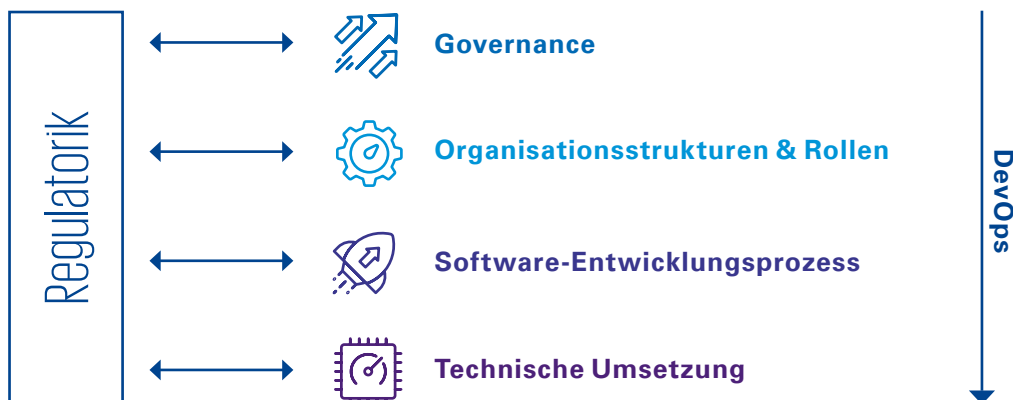 Regulatorik
Governance
Organisationsstrukturen & Rollen
Software-Entwicklungsprozess
Technische Umsetzung
DevOps